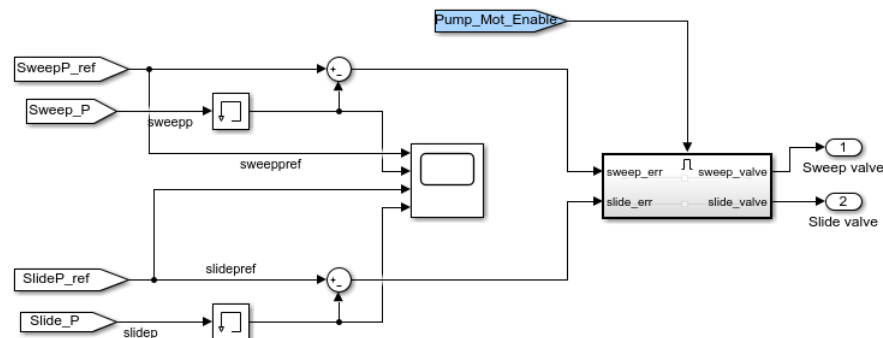 Pump_Mot_Enable
SweepP_ref
Sweep_P
sweepp
sweeppref
sweep_err
sweep_valve
1
Sweep valve
slide_err
slide_valve
2
Slide valve
SlideP_ref
slidepref
Slide_P
slidep